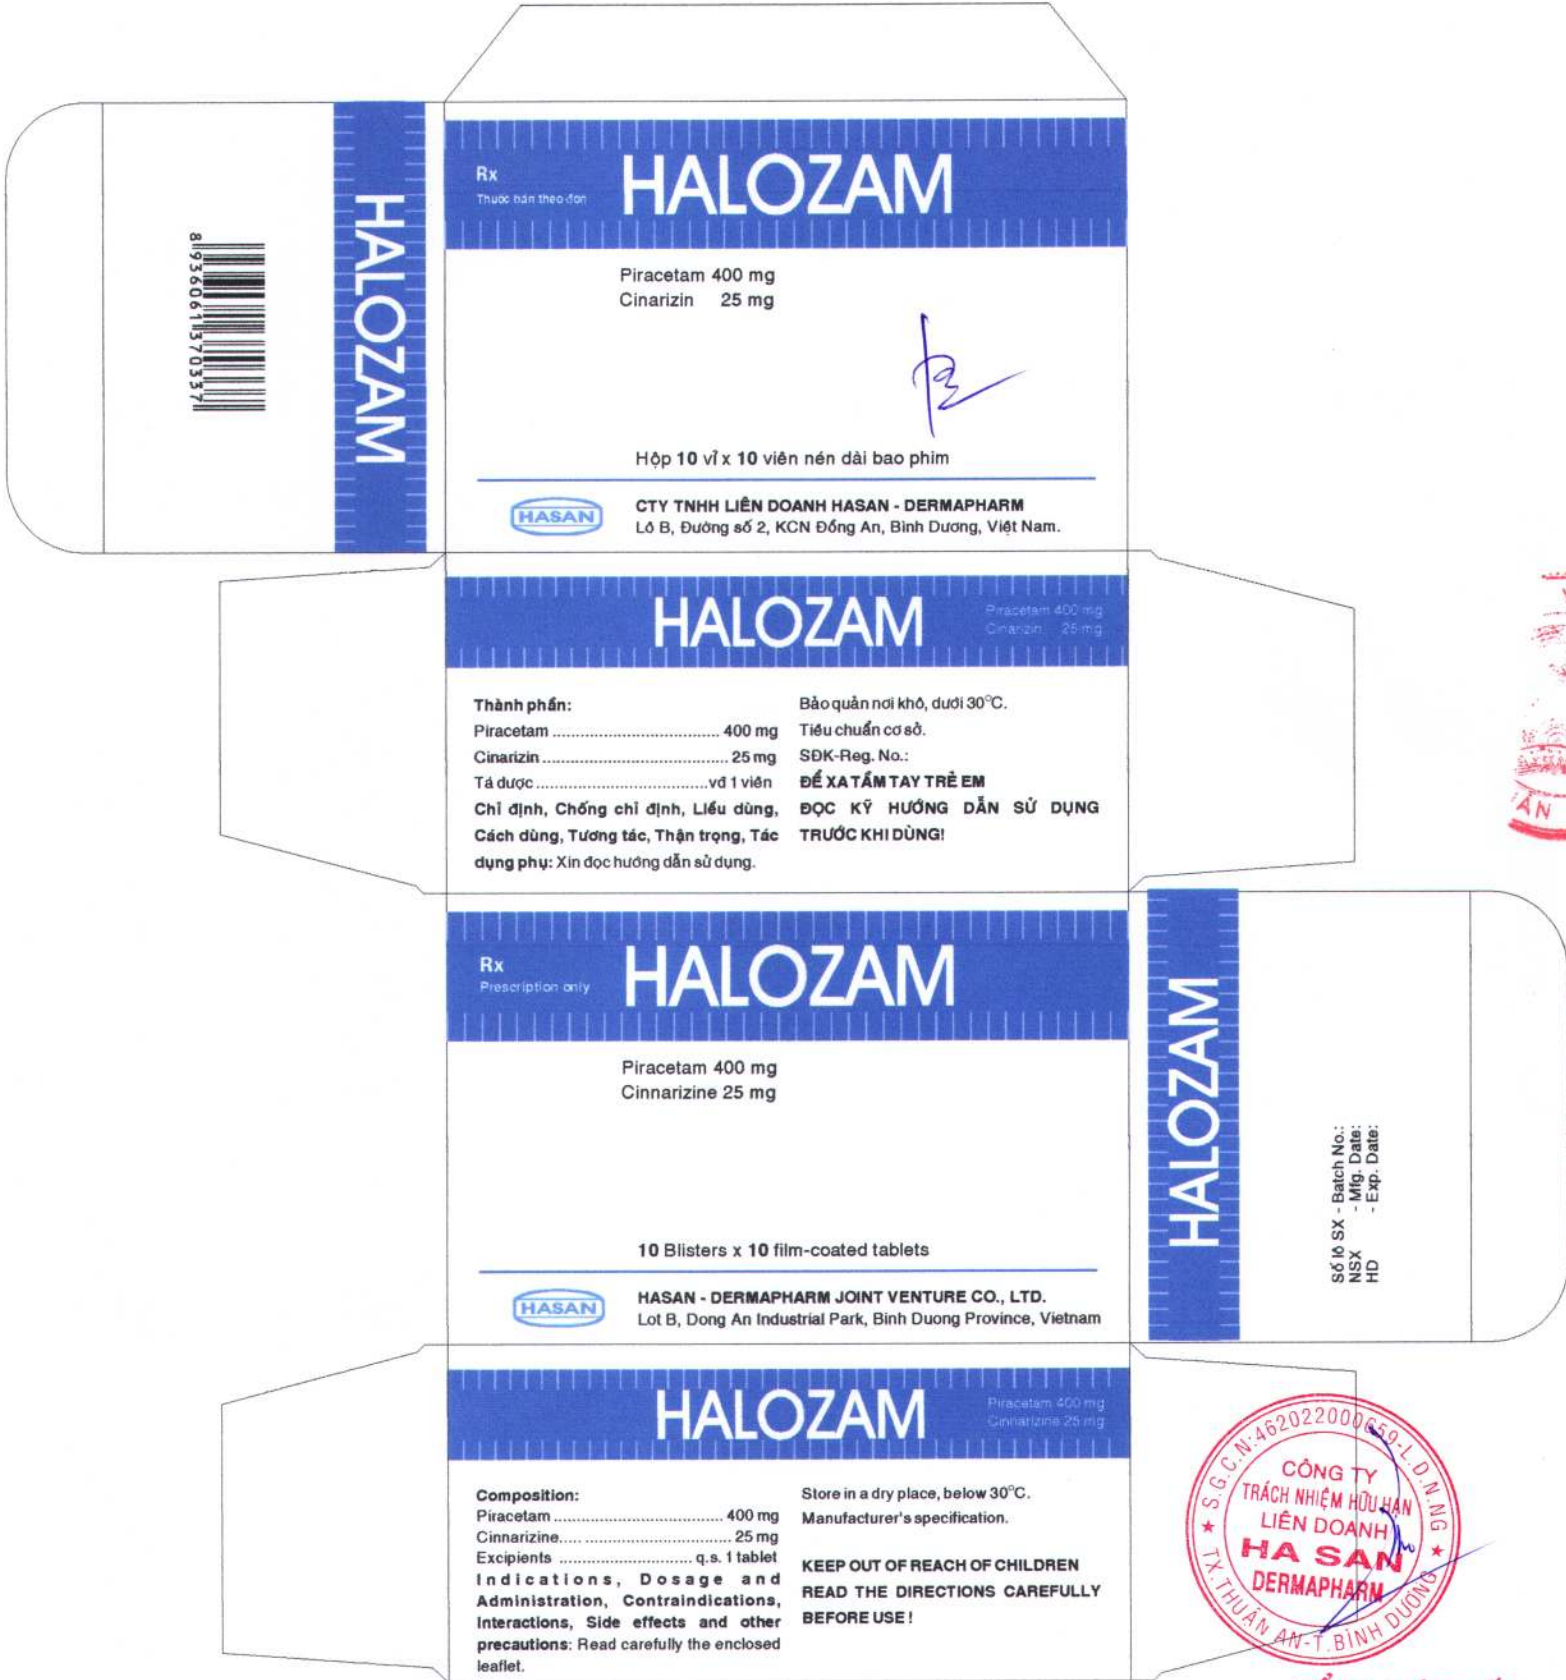 Rx
Thuốc bán theo đơn
HALOZAM
Piracetam 400 mg
Cinarizin 25 mg
Hộp 10 vỉ x 10 viên nén dài bao phim
HASAN
CTY TNHH LIÊN DOANH HASAN - DERMAPHARM
Lô B, Đường số 2, KCN Đồng An, Bình Dương, Việt Nam.
HALOZAM
8936061370337
HALOZAM
Piracetam 400 mg
Cinarizin 25 mg
Thành phần:
Piracetam .................................... 400 mg
Cinarizin ........................................ 25 mg
Tá dược .....................................vđ 1 viên
Chỉ định, Chống chỉ định, Liều dùng,
Cách dùng, Tương tác, Thận trọng, Tác
dụng phụ: Xin đọc hướng dẫn sử dụng.
Bảo quản nơi khô, dưới 30°C.
Tiêu chuẩn cơ sở.
SĐK-Reg. No.:
ĐỂ XA TẦM TAY TRẺ EM
ĐỌC KỸ HƯỚNG DẪN SỬ DỤNG
TRƯỚC KHI DÙNG!
Rx
Prescription only
HALOZAM
Piracetam 400 mg
Cinnarizine 25 mg
10 Blisters x 10 film-coated tablets
HASAN
HASAN - DERMAPHARM JOINT VENTURE CO., LTD.
Lot B, Dong An Industrial Park, Binh Duong Province, Vietnam
HALOZAM
Số lô SX - Batch No.:
NSX - Mfg. Date:
HD - Exp. Date:
HALOZAM
Piracetam 400 mg
Cinnarizine 25 mg
Composition:
Piracetam .................................... 400 mg
Cinnarizine..... ............................... 25 mg
Excipients ............................ q.s. 1 tablet
Indications, Dosage and
Administration, Contraindications,
Interactions, Side effects and other
precautions: Read carefully the enclosed
leaflet.
Store in a dry place, below 30°C.
Manufacturer's specification.
KEEP OUT OF REACH OF CHILDREN
READ THE DIRECTIONS CAREFULLY
BEFORE USE !
S.G.C.N:462022000659-L.D.N.NG
CÔNG TY
TRÁCH NHIỆM HỮU HẠN
LIÊN DOANH
HA SAN
DERMAPHARM
TX.THUẬN AN-T.BÌNH DƯƠNG